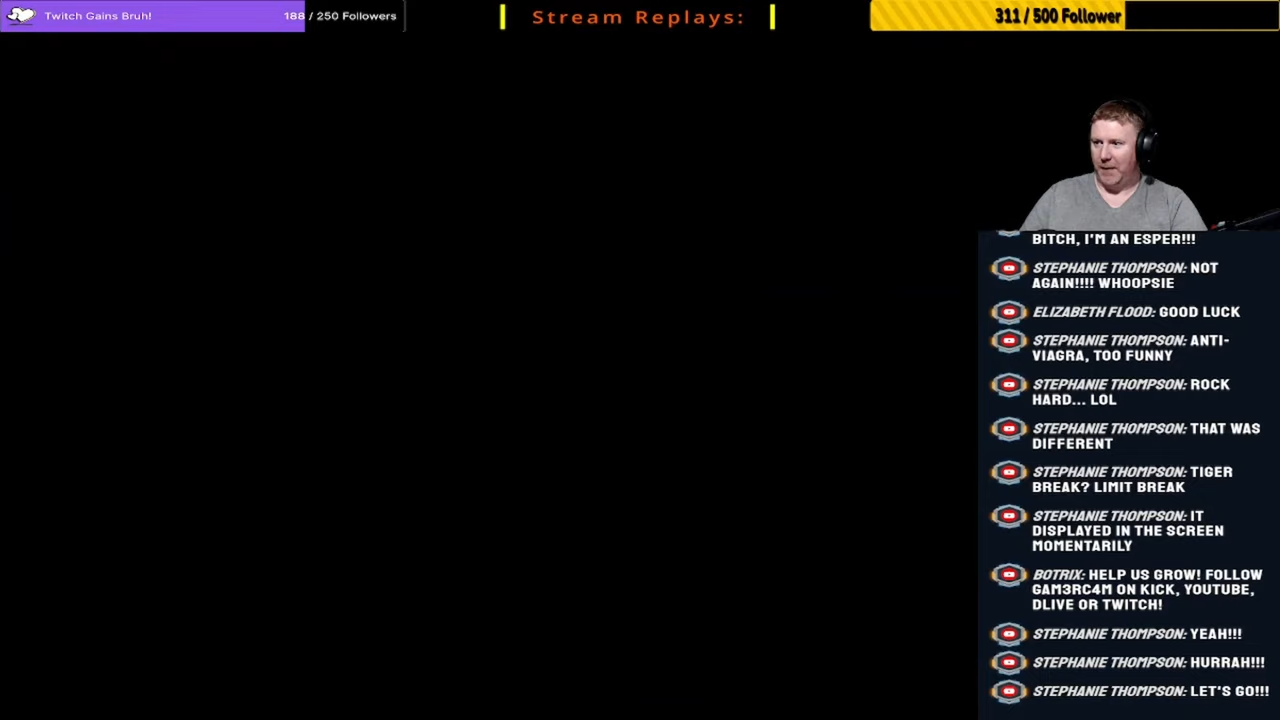 Twitch Gains Bruh!
188 / 250 Followers
Stream Replays:
311 / 500 Follower
BITCH, I'M AN ESPER!!!
STEPHANIE THOMPSON: NOT
AGAIN!!!! WHOOPSIE
ELIZABETH FLOOD: GOOD LUCK
STEPHANIE THOMPSON: ANTI-
VIAGRA, TOO FUNNY
STEPHANIE THOMPSON: ROCK
HARD... LOL
STEPHANIE THOMPSON: THAT WAS
DIFFERENT
STEPHANIE THOMPSON: TIGER
BREAK? LIMIT BREAK
STEPHANIE THOMPSON: IT
DISPLAYED IN THE SCREEN
MOMENTARILY
BOTRIX: HELP US GROW! FOLLOW
GAM3RC4M ON KICK, YOUTUBE,
DLIVE OR TWITCH!
STEPHANIE THOMPSON: YEAH!!!
STEPHANIE THOMPSON: HURRAH!!!
STEPHANIE THOMPSON: LET'S GO!!!